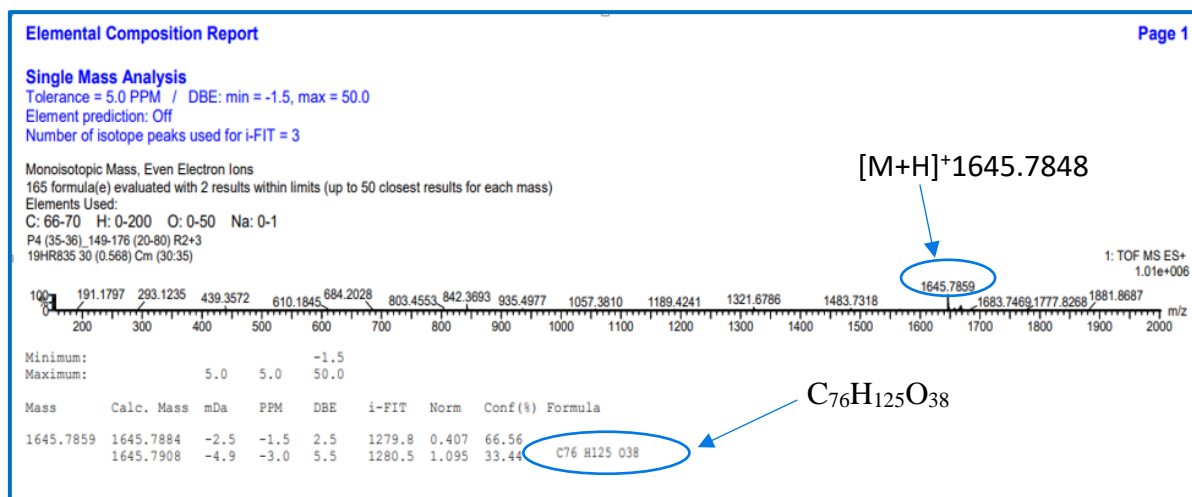 Elemental Composition Report
Page 1
Single Mass Analysis
Tolerance = 5.0 PPM / DBE: min = -1.5, max = 50.0
Element prediction: Off
Number of isotope peaks used for i-FIT = 3
[M+H]⁺1645.7848
Monoisotopic Mass, Even Electron Ions
165 formula(e) evaluated with 2 results within limits (up to 50 closest results for each mass)
Elements Used:
C: 66-70 H: 0-200 O: 0-50 Na: 0-1
P4 (35-36)_149-176 (20-80) R2+3
19HR835 30 (0.568) Cm (30:35)
1: TOF MS ES+
1.01e+006
100
%
0
191.1797 293.1235 439.3572 610.1845 684.2028 803.4553 842.3693 935.4977 1057.3810 1189.4241 1321.6786 1483.7318 1645.7859 1683.7469 1777.8268 1881.8687
m/z
200 300 400 500 600 700 800 900 1000 1100 1200 1300 1400 1500 1600 1700 1800 1900 2000
Minimum: -1.5
Maximum: 5.0 5.0 50.0
C₇₆H₁₂₅O₃₈
Mass Calc. Mass mDa PPM DBE i-FIT Norm Conf(%) Formula
1645.7859 1645.7884 -2.5 -1.5 2.5 1279.8 0.407 66.56
1645.7908 -4.9 -3.0 5.5 1280.5 1.095 33.44 C76 H125 O38